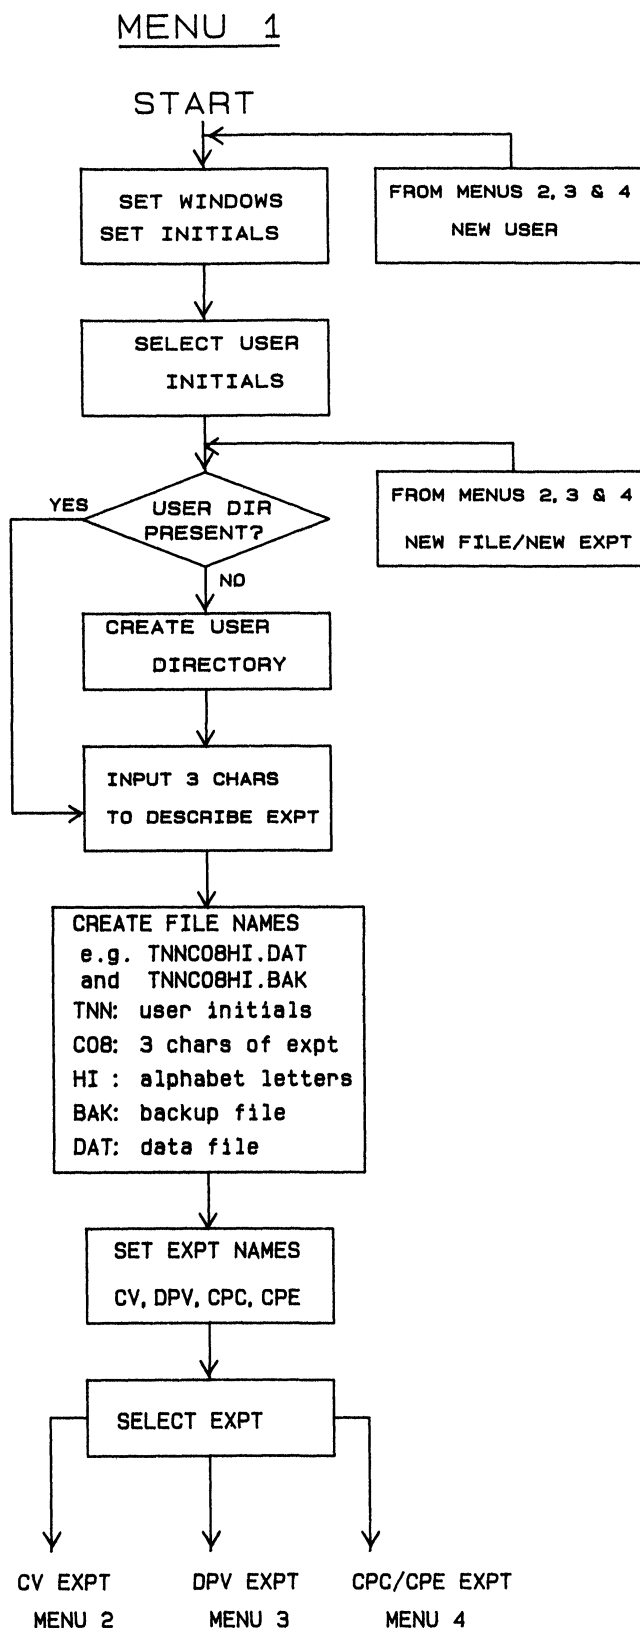 MENU 1
START
SET WINDOWS
SET INITIALS
FROM MENUS 2, 3 & 4
NEW USER
SELECT USER
INITIALS
FROM MENUS 2, 3 & 4
NEW FILE/NEW EXPT
YES
USER DIR
PRESENT?
NO
CREATE USER
DIRECTORY
INPUT 3 CHARS
TO DESCRIBE EXPT
CREATE FILE NAMES
e.g. TNNCO8HI.DAT
and TNNCO8HI.BAK
TNN: user initials
CO8: 3 chars of expt
HI : alphabet letters
BAK: backup file
DAT: data file
SET EXPT NAMES
CV, DPV, CPC, CPE
SELECT EXPT
CV EXPT
MENU 2
DPV EXPT
MENU 3
CPC/CPE EXPT
MENU 4